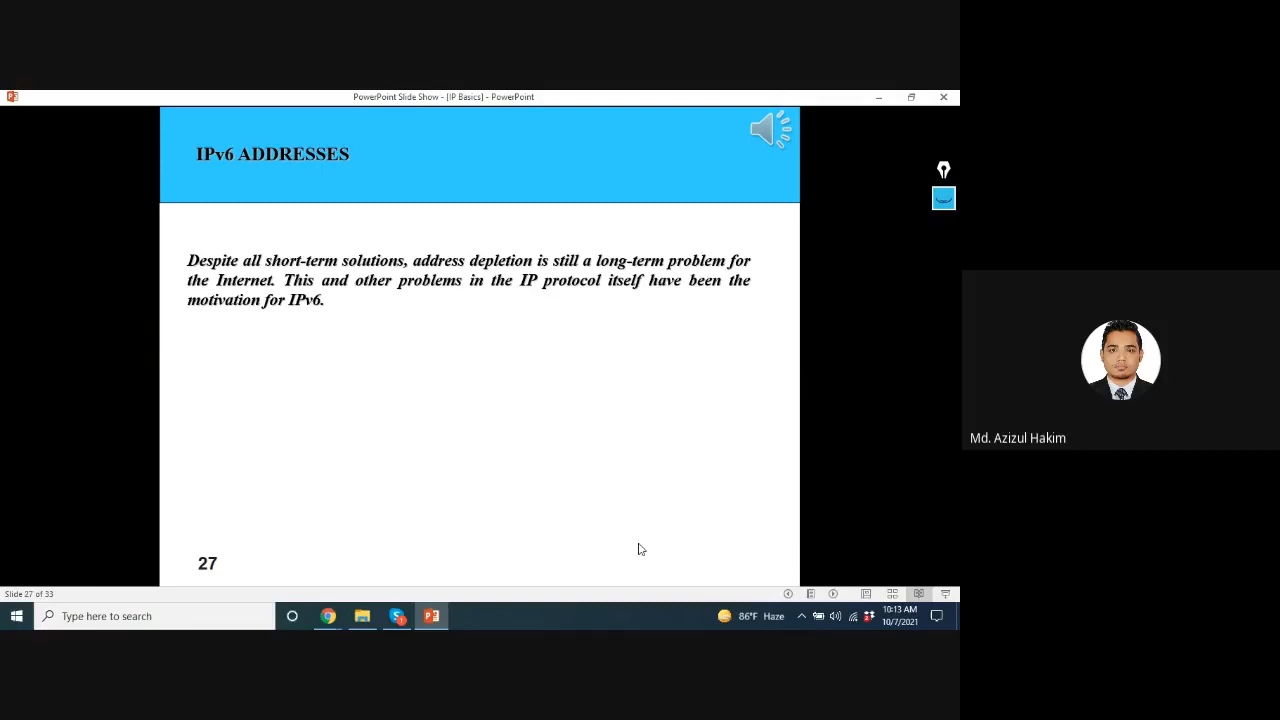 PowerPoint Slide Show - [IP Basics] - PowerPoint
IPv6 ADDRESSES
Despite all short-term solutions, address depletion is still a long-term problem for
the Internet. This and other problems in the IP protocol itself have been the
motivation for IPv6.
27
Md. Azizul Hakim
Slide 27 of 33
Type here to search
86°F Haze
10:13 AM
10/7/2021